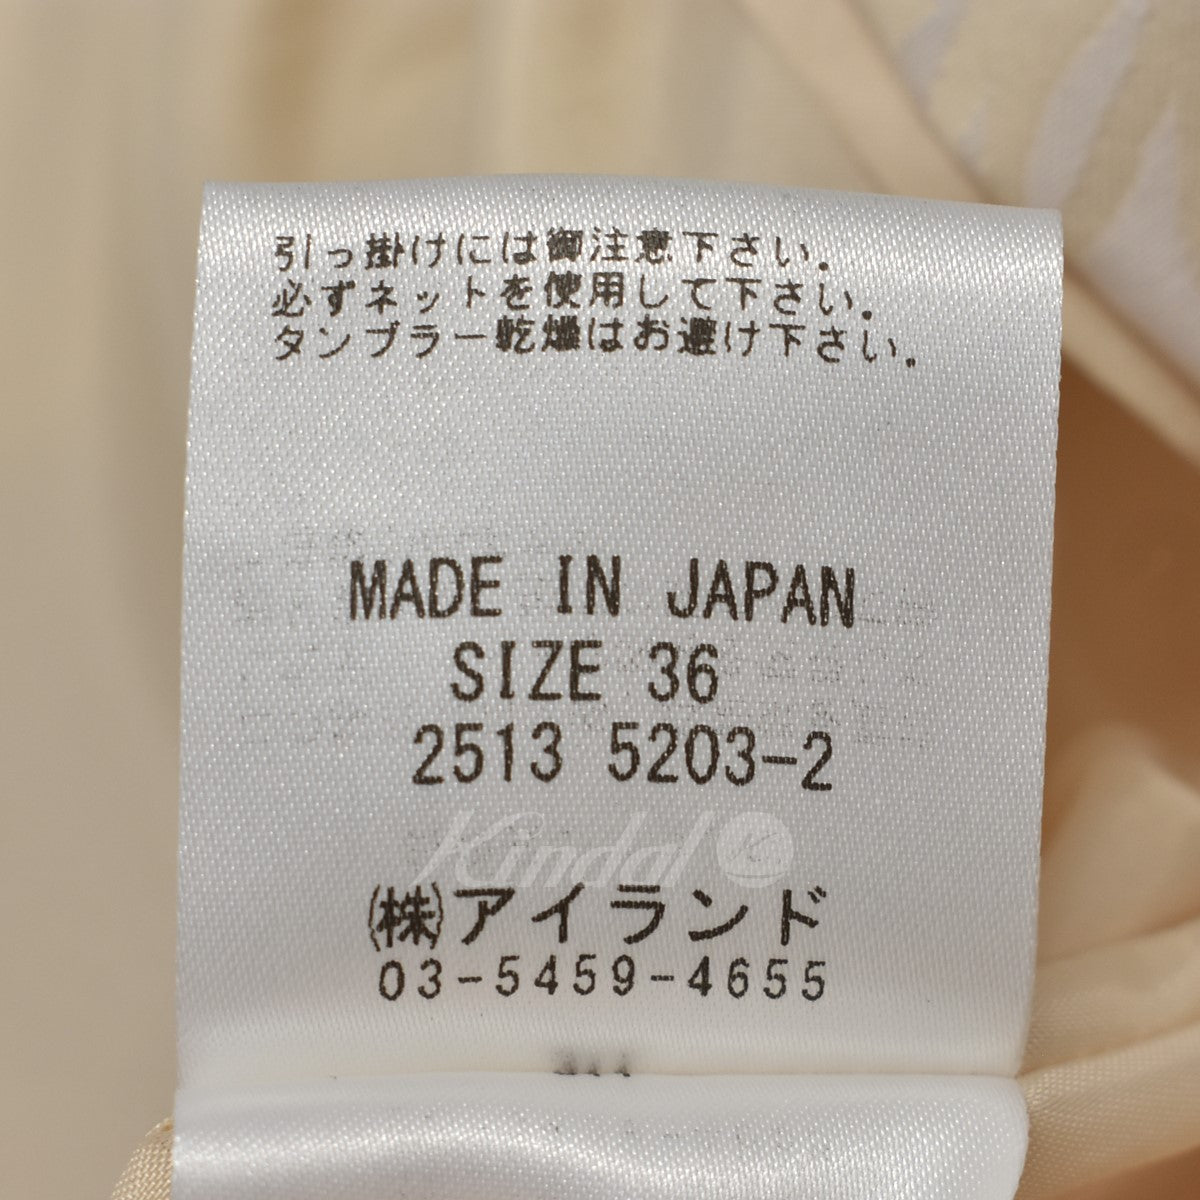 引っ掛けには御注意下さい.
必ずネットを使用して下さい.
タンブラー乾燥はお避け下さい.
MADE IN JAPAN
SIZE 36
2513 5203-2
Kindal K
(株)アイランド
03-5459-4655